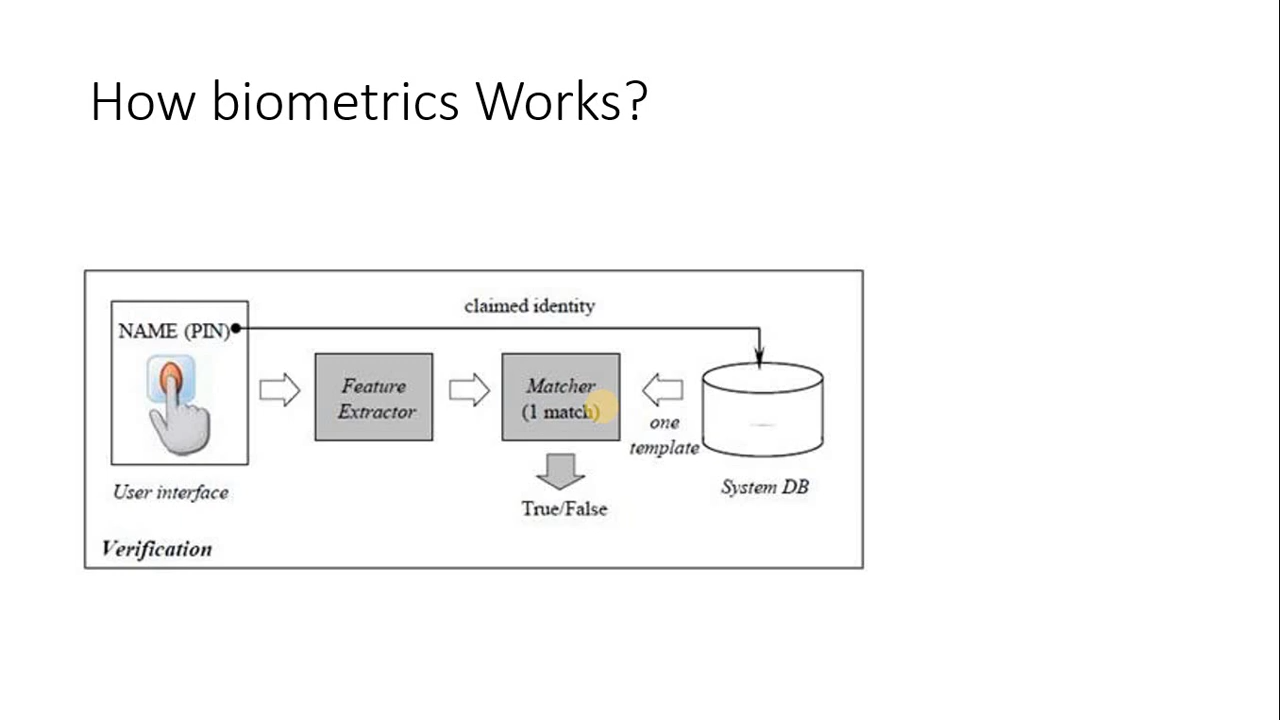 How biometrics Works?
claimed identity
NAME (PIN)
Feature
Extractor
Matcher
(1 match)
one
template
User interface
System DB
True/False
Verification